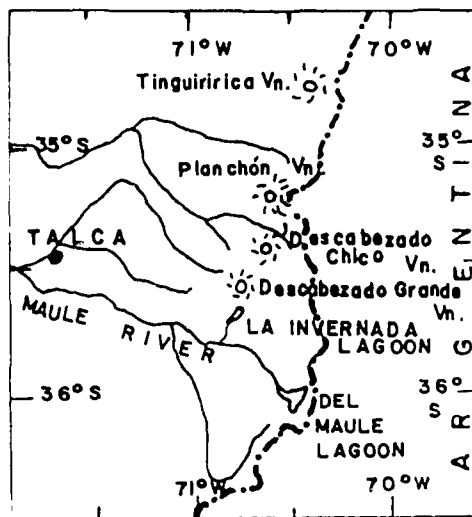 71°W 70°W
Tinguiririca Vn.
35°S 35°
S
Planchón Vn.
TALCA
Descabezado
Chico Vn.
Descabezado Grande
Vn.
MAULE RIVER
LA INVERNADA
LAGOON
36°S 36°
S
DEL
MAULE
LAGOON
71°W 70°W
ARGENTINA